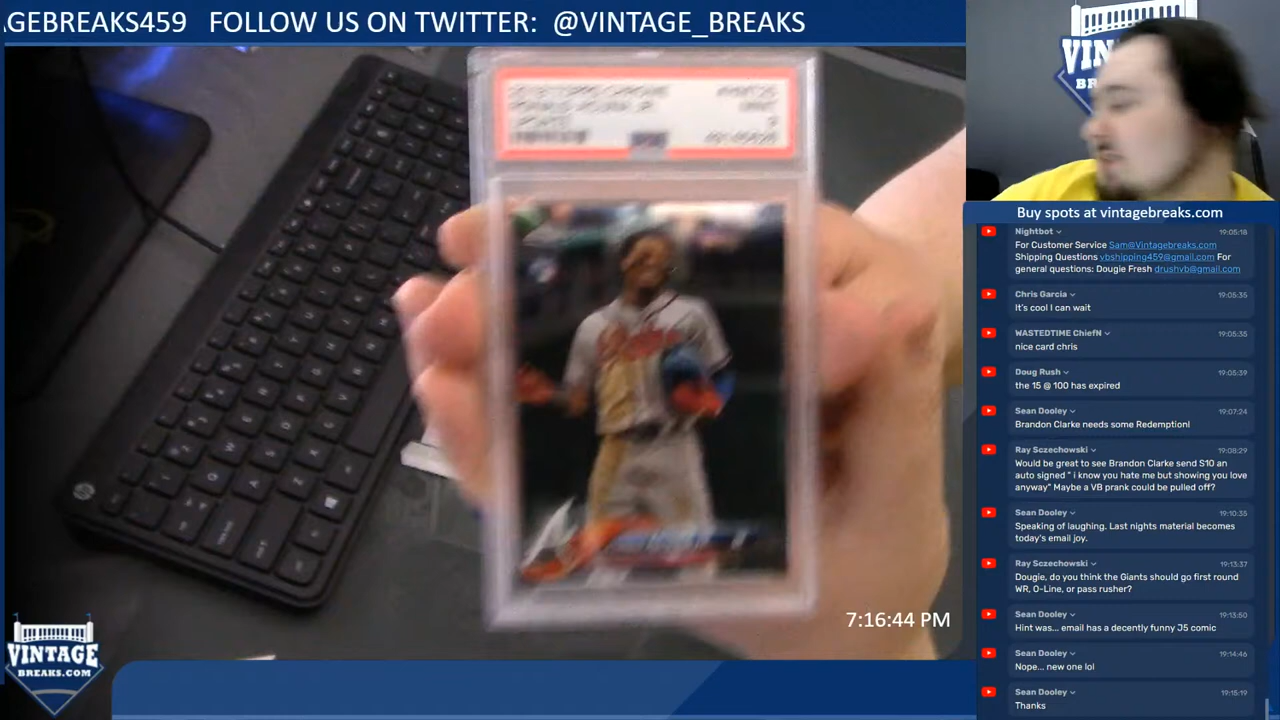 AGEBREAKS459 FOLLOW US ON TWITTER: @VINTAGE_BREAKS
VINTAGE
BREAKS.COM
7:16:44 PM
Buy spots at vintagebreaks.com
Nightbot 19:05:18
For Customer Service Sam@Vintagebreaks.com
Shipping Questions vbshipping459@gmail.com For
general questions: Dougie Fresh drushvb@gmail.com
Chris Garcia 19:05:35
It's cool I can wait
WASTEDTIME ChiefN 19:05:35
nice card chris
Doug Rush 19:05:39
the 15 @ 100 has expired
Sean Dooley 19:07:24
Brandon Clarke needs some Redemption!
Ray Sczechowski 19:08:29
Would be great to see Brandon Clarke send S10 an
auto signed " i know you hate me but showing you love
anyway" Maybe a VB prank could be pulled off?
Sean Dooley 19:10:35
Speaking of laughing. Last nights material becomes
today's email joy.
Ray Sczechowski 19:13:37
Dougie, do you think the Giants should go first round
WR, O-Line, or pass rusher?
Sean Dooley 19:13:50
Hint was... email has a decently funny J5 comic
Sean Dooley 19:14:46
Nope... new one lol
Sean Dooley 19:15:19
Thanks